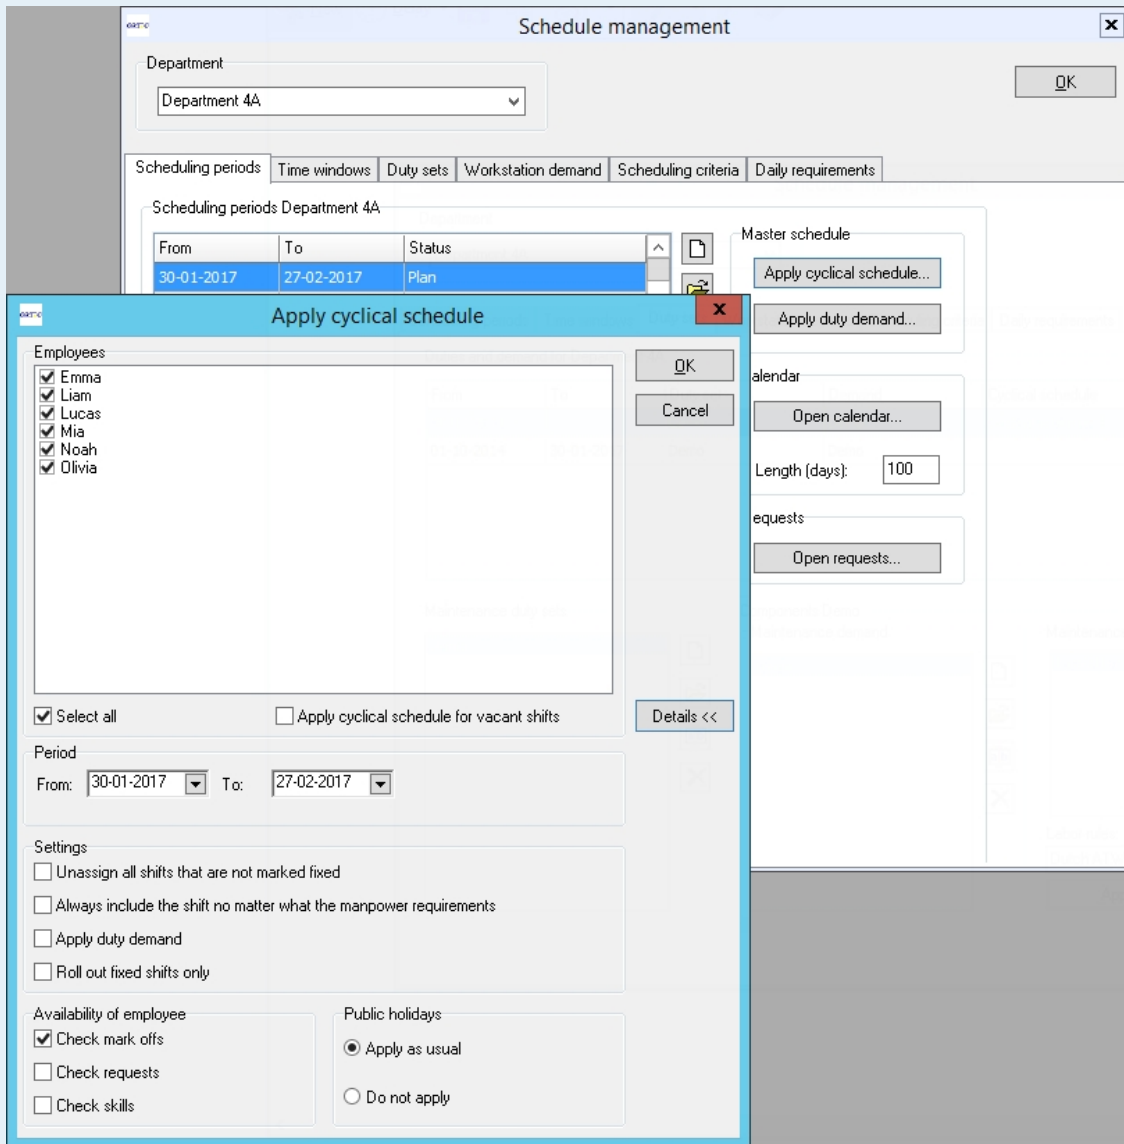 Schedule management
Department
Department 4A
OK
Scheduling periods Time windows Duty sets Workstation demand Scheduling criteria Daily requirements
Scheduling periods Department 4A
From To Status
30-01-2017 27-02-2017 Plan
Master schedule
Apply cyclical schedule...
Apply duty demand...
alendar
Open calendar...
Length (days): 100
equests
Open requests...
Apply cyclical schedule
Employees
Emma
Liam
Lucas
Mia
Noah
Olivia
OK
Cancel
Select all Apply cyclical schedule for vacant shifts Details <<
Period
From: 30-01-2017 To: 27-02-2017
Settings
Unassign all shifts that are not marked fixed
Always include the shift no matter what the manpower requirements
Apply duty demand
Roll out fixed shifts only
Availability of employee
Check mark offs
Check requests
Check skills
Public holidays
Apply as usual
Do not apply